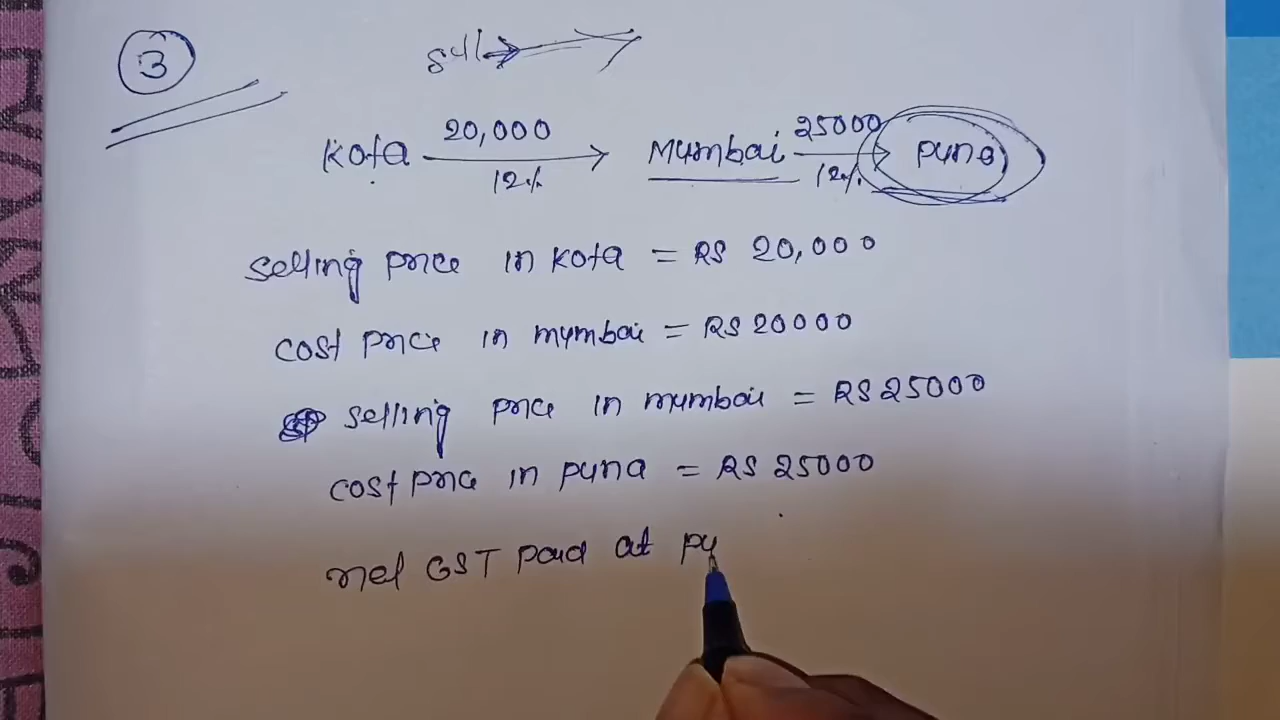 3
sell
Kota 20,000 12% Mumbai 25000 12% puna
selling price in Kota = RS 20,000
cost price in mumbai = RS 20000
selling price in mumbai = RS 25000
cost price in puna = RS 25000
net GST paid at pu